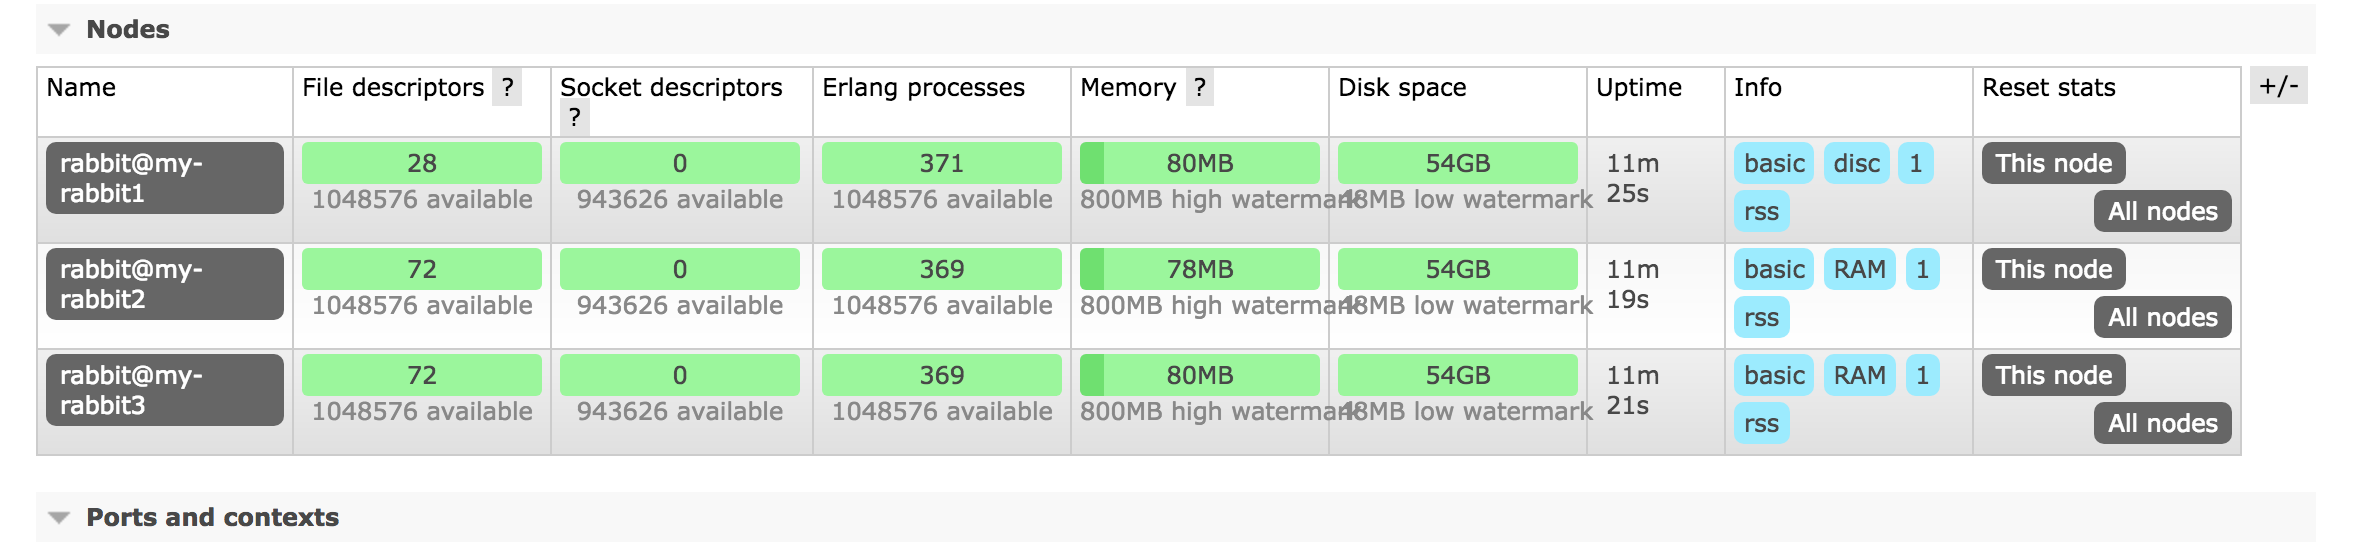 Nodes
Name File descriptors ? Socket descriptors ? Erlang processes Memory ? Disk space Uptime Info Reset stats +/-
rabbit@my-rabbit1 28 0 371 80MB 54GB 11m 25s basic disc 1 rss This node All nodes
1048576 available 943626 available 1048576 available 800MB high watermark 48MB low watermark
rabbit@my-rabbit2 72 0 369 78MB 54GB 11m 19s basic RAM 1 rss This node All nodes
1048576 available 943626 available 1048576 available 800MB high watermark 48MB low watermark
rabbit@my-rabbit3 72 0 369 80MB 54GB 11m 21s basic RAM 1 rss This node All nodes
1048576 available 943626 available 1048576 available 800MB high watermark 48MB low watermark
Ports and contexts